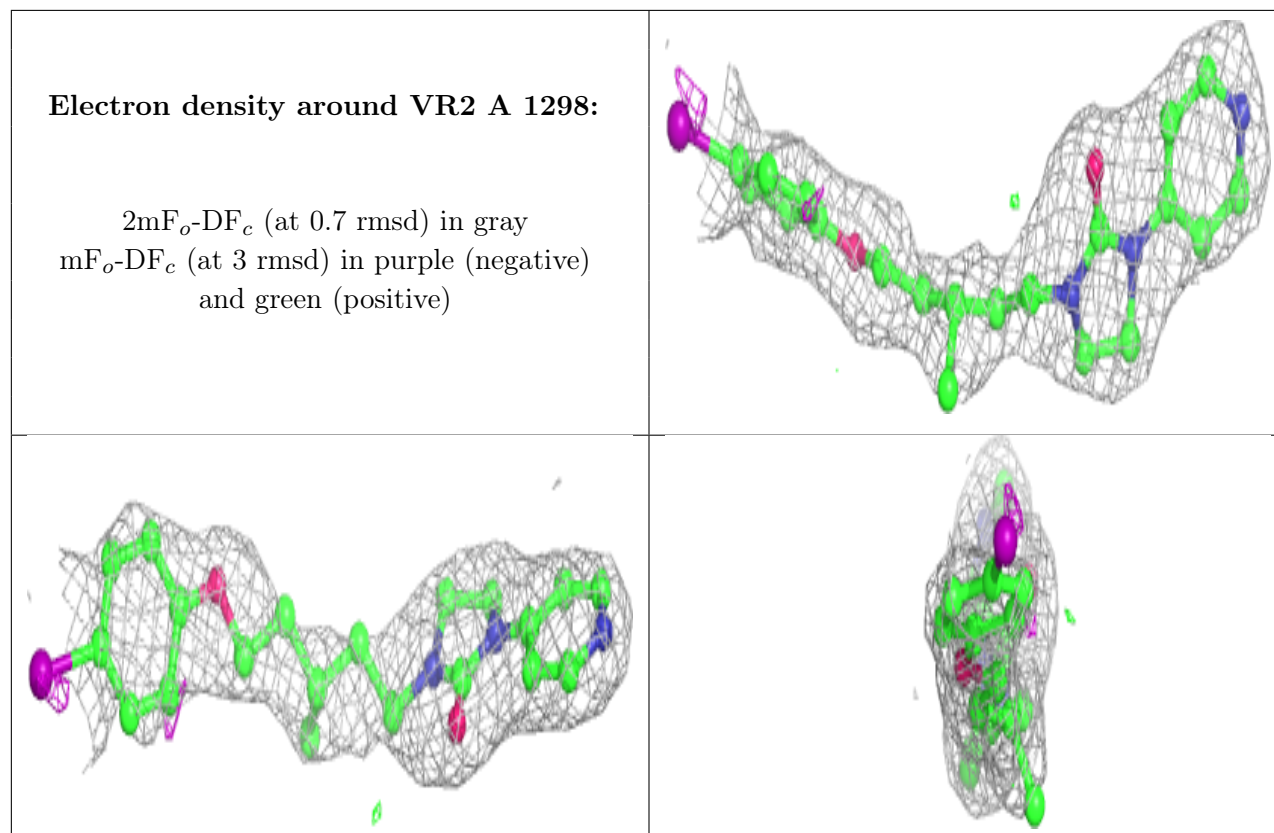 Electron density around VR2 A 1298:
2mFₒ-DF𝒸 (at 0.7 rmsd) in gray
mFₒ-DF𝒸 (at 3 rmsd) in purple (negative)
and green (positive)